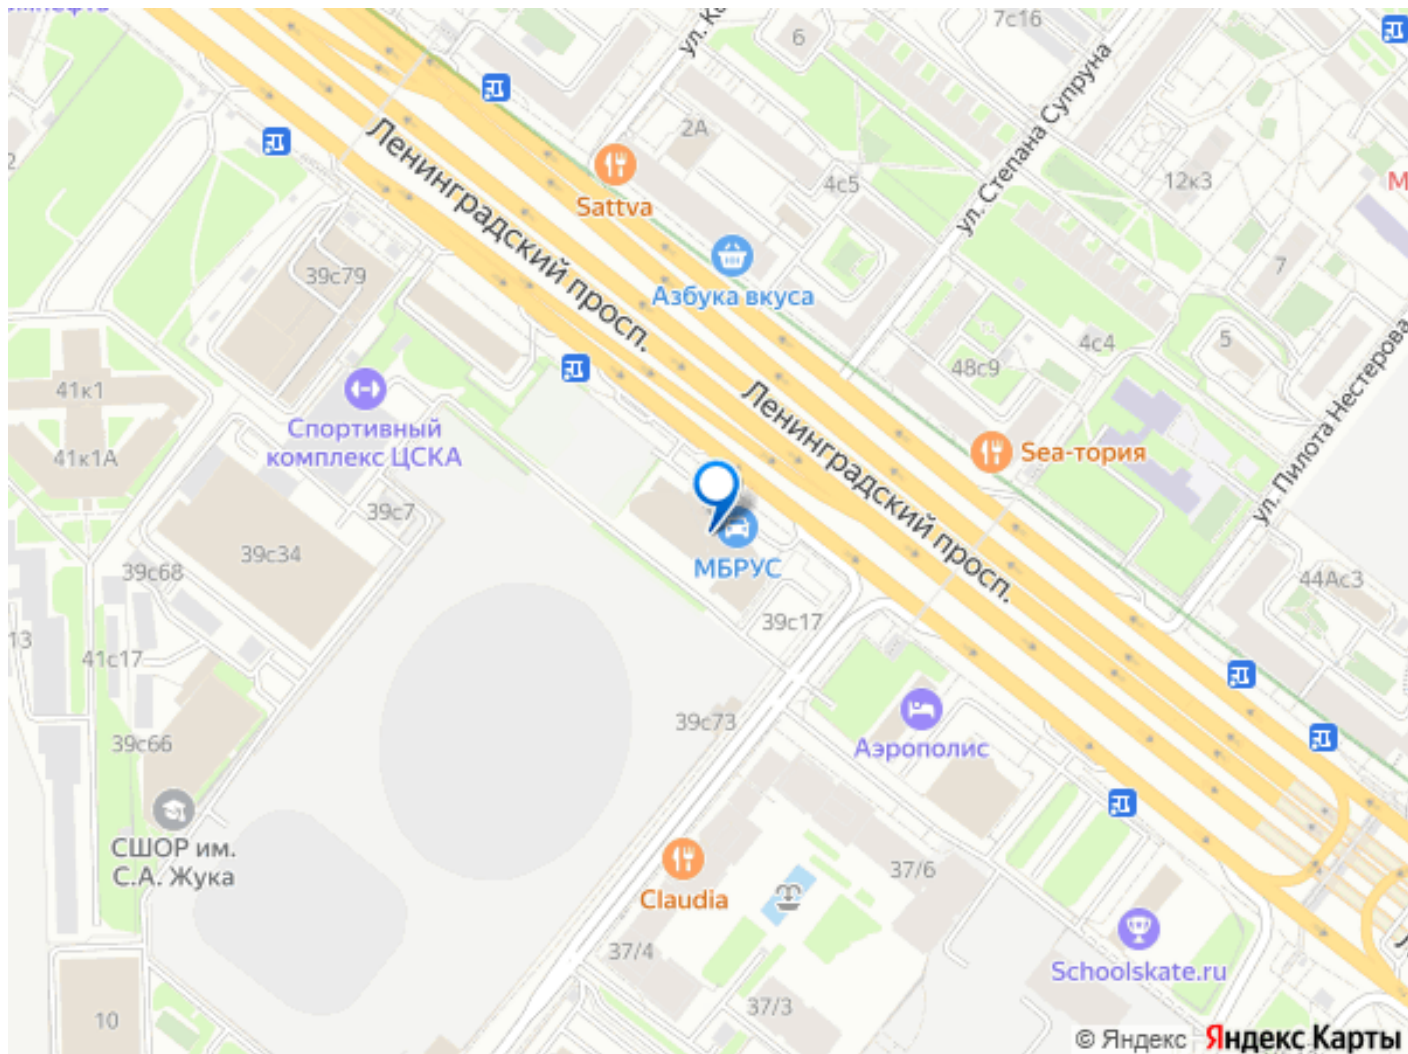 7с16
6
ул. Степана Супруна
2А
Ленинградский просп.
12к3
4с5
Sattva
39с79
7
Азбука вкуса
5
4с4
48с9
41к1
Ленинградский просп.
ул. Пилота Нестерова
Спортивный
комплекс ЦСКА
41к1А
Sea-тория
39с7
39с34
МБРУС
39с68
44Ас3
39с17
13
41с17
39с73
39с66
Аэрополис
СШОР им.
С.А. Жука
37/6
Claudia
37/4
Schoolskate.ru
37/3
10
© Яндекс Яндекс Карты